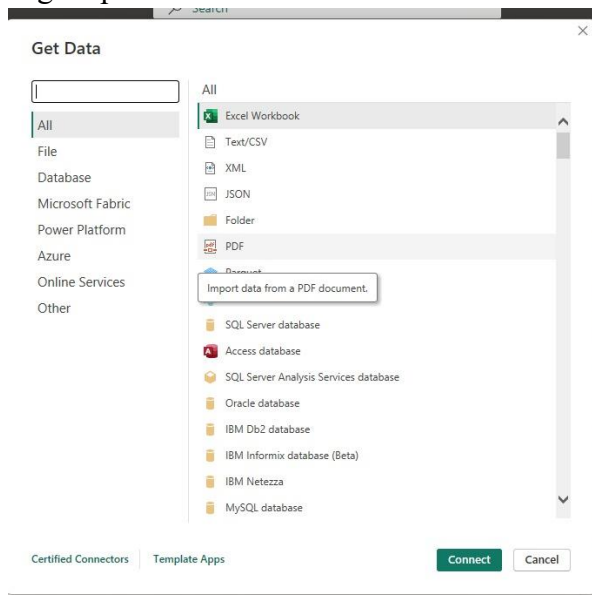 Search
Get Data
All
File
Database
Microsoft Fabric
Power Platform
Azure
Online Services
Other
All
Excel Workbook
Text/CSV
XML
JSON
Folder
PDF
Parquet
Import data from a PDF document.
SQL Server database
Access database
SQL Server Analysis Services database
Oracle database
IBM Db2 database
IBM Informix database (Beta)
IBM Netezza
MySQL database
Certified Connectors
Template Apps
Connect
Cancel